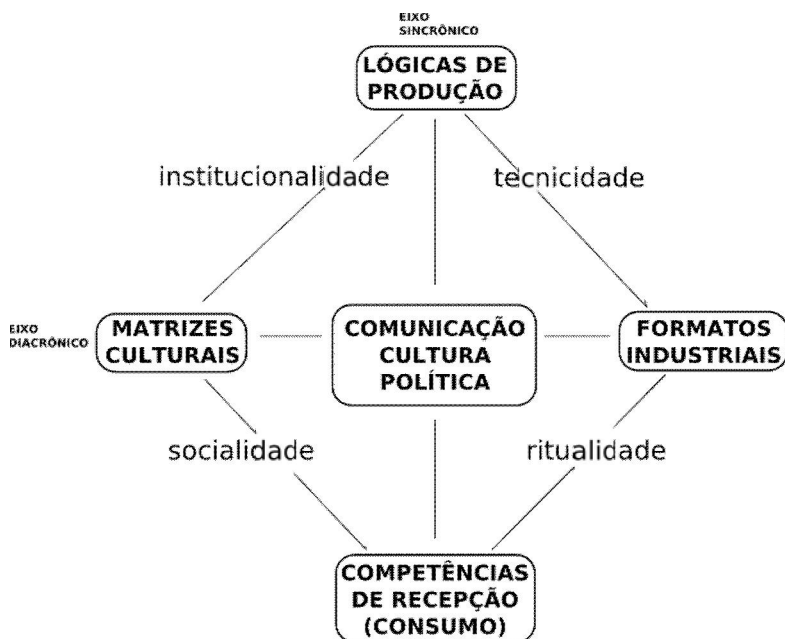 EIXO
SINCRÔNICO
LÓGICAS DE
PRODUÇÃO
institucionalidade
tecnicidade
EIXO
DIACRÔNICO
MATRIZES
CULTURAIS
COMUNICAÇÃO
CULTURA
POLÍTICA
FORMATOS
INDUSTRIAIS
socialidade
ritualidade
COMPETÊNCIAS
DE RECEPÇÃO
(CONSUMO)